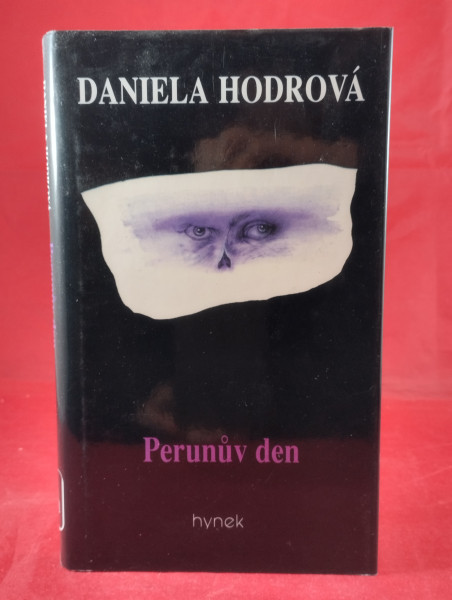 DANIELA HODROVÁ
Perunův den
hynek